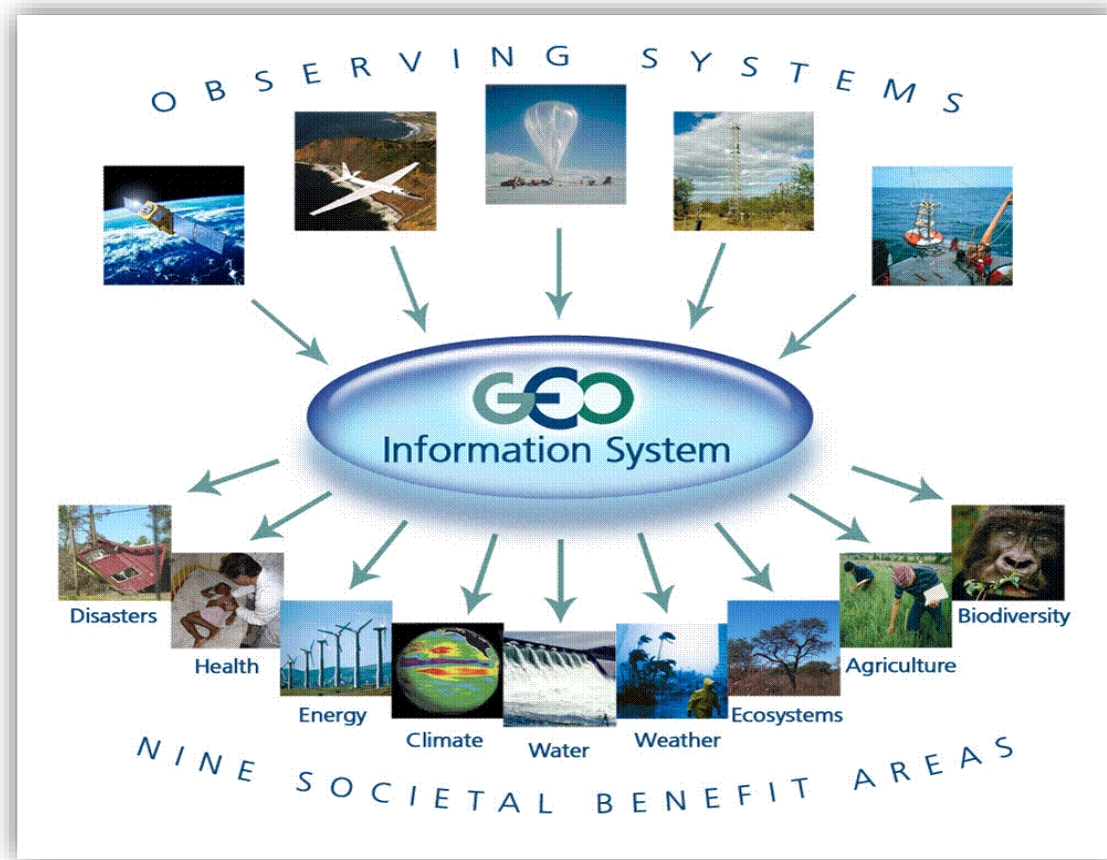 OBSERVING SYSTEMS
GEO
Information System
Disasters
Health
Energy
Climate
Water
Weather
Ecosystems
Agriculture
Biodiversity
NINE SOCIETAL BENEFIT AREAS